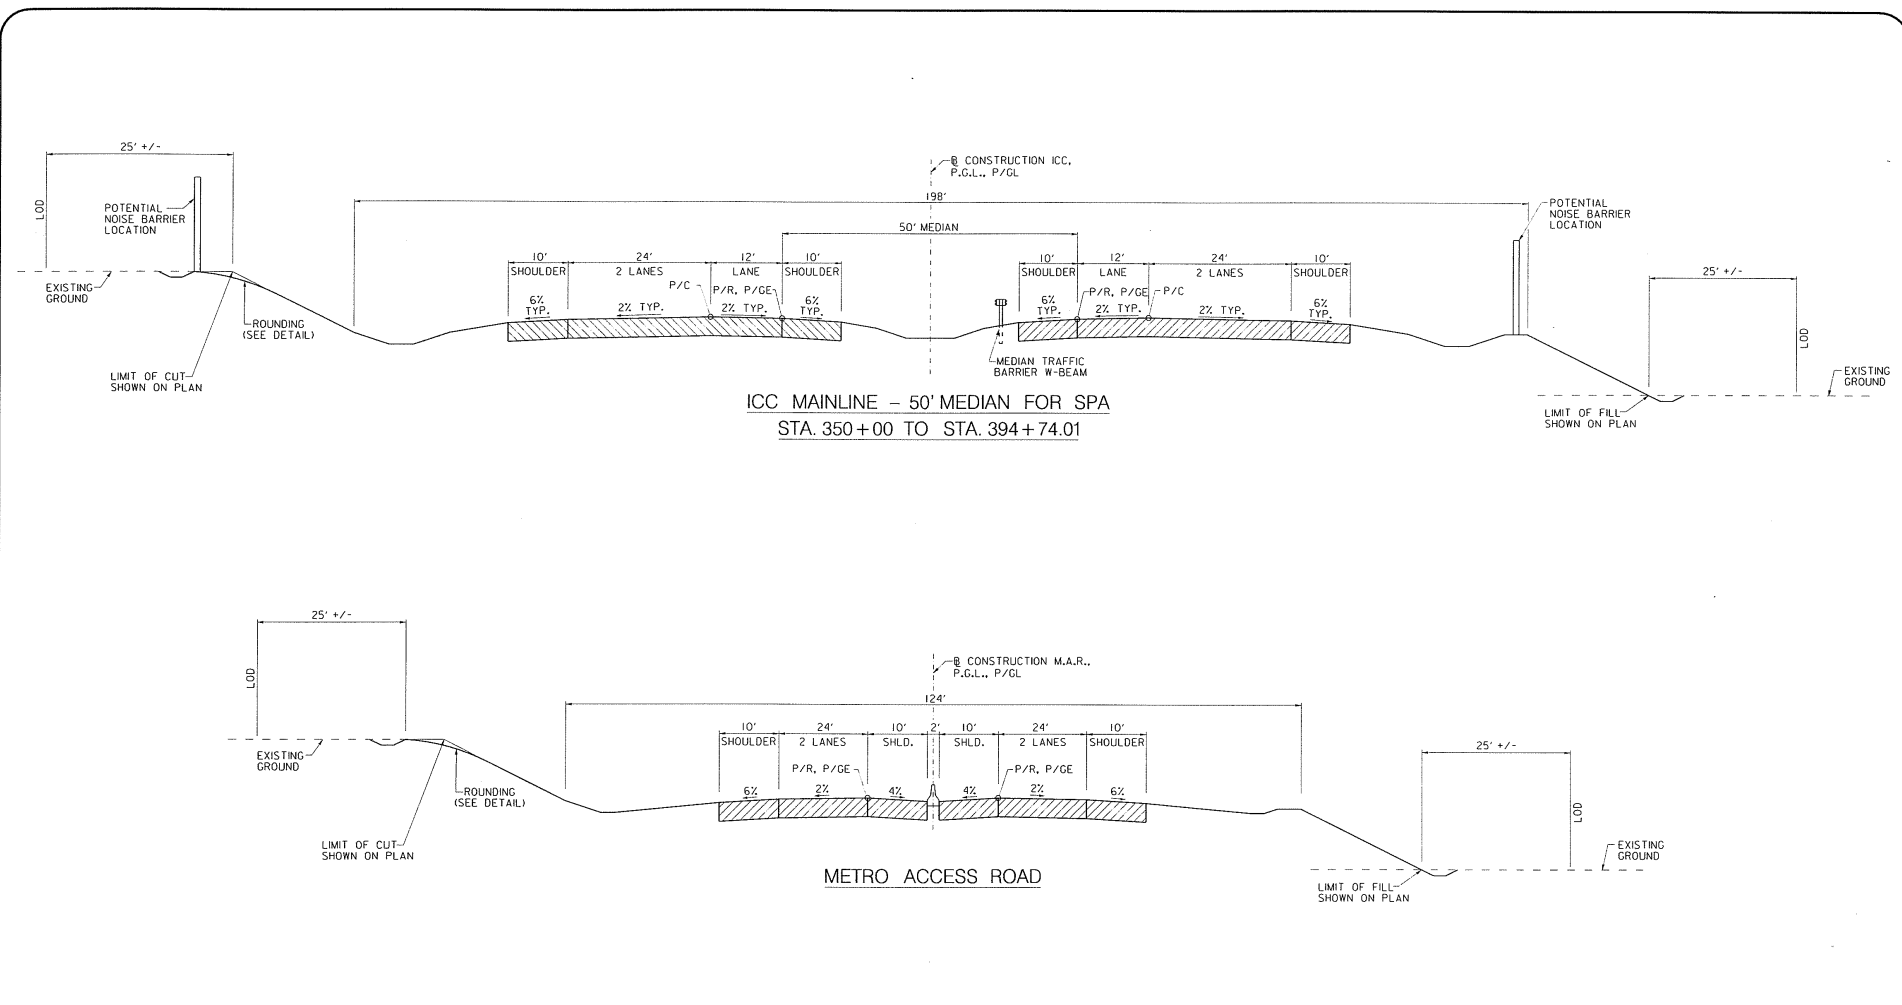 25' +/-
LOD
POTENTIAL
NOISE BARRIER
LOCATION
EXISTING
GROUND
ROUNDING
(SEE DETAIL)
LIMIT OF CUT
SHOWN ON PLAN
℄ CONSTRUCTION ICC,
P.G.L., P/GL
198'
50' MEDIAN
10' 24' 12' 10' 10' 12' 24' 10'
SHOULDER 2 LANES LANE SHOULDER SHOULDER LANE 2 LANES SHOULDER
P/C P/R, P/GE P/R, P/GE P/C
6% TYP. 2% TYP. 2% TYP. 6% TYP. 6% TYP. 2% TYP. 2% TYP. 6% TYP.
MEDIAN TRAFFIC
BARRIER W-BEAM
POTENTIAL
NOISE BARRIER
LOCATION
25' +/-
LOD
EXISTING
GROUND
LIMIT OF FILL
SHOWN ON PLAN
ICC MAINLINE - 50' MEDIAN FOR SPA
STA. 350+00 TO STA. 394+74.01
25' +/-
LOD
EXISTING
GROUND
ROUNDING
(SEE DETAIL)
LIMIT OF CUT
SHOWN ON PLAN
℄ CONSTRUCTION M.A.R.,
P.G.L., P/GL
124'
10' 24' 10' 2' 10' 24' 10'
SHOULDER 2 LANES SHLD. SHLD. 2 LANES SHOULDER
P/R, P/GE P/R, P/GE
6% 2% 4% 4% 2% 6%
25' +/-
LOD
EXISTING
GROUND
LIMIT OF FILL
SHOWN ON PLAN
METRO ACCESS ROAD